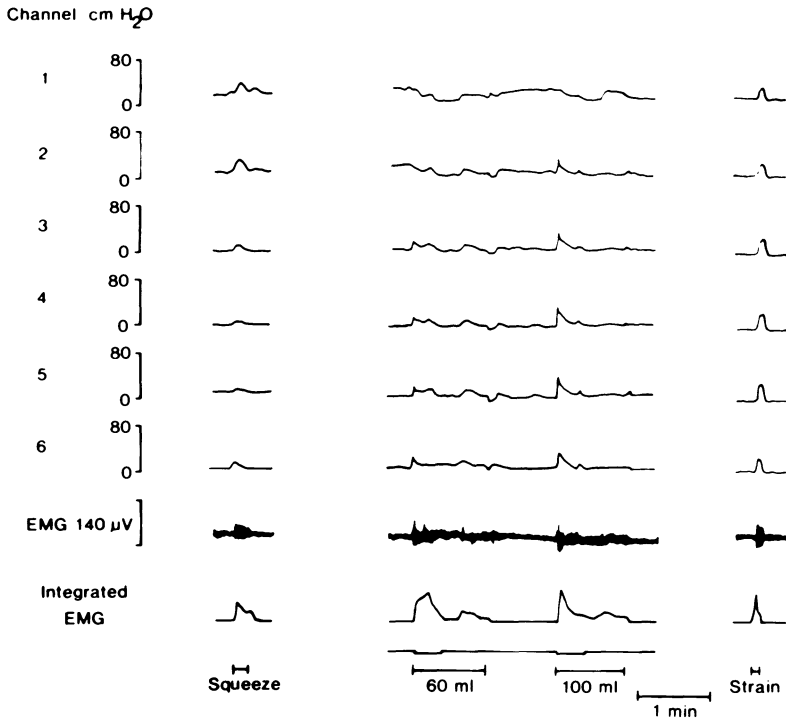 Channel cm H₂O
1 80 0
2 80 0
3 80 0
4 80 0
5 80 0
6 80 0
EMG 140 μV
Integrated
EMG
Squeeze 60 ml 100 ml Strain
1 min